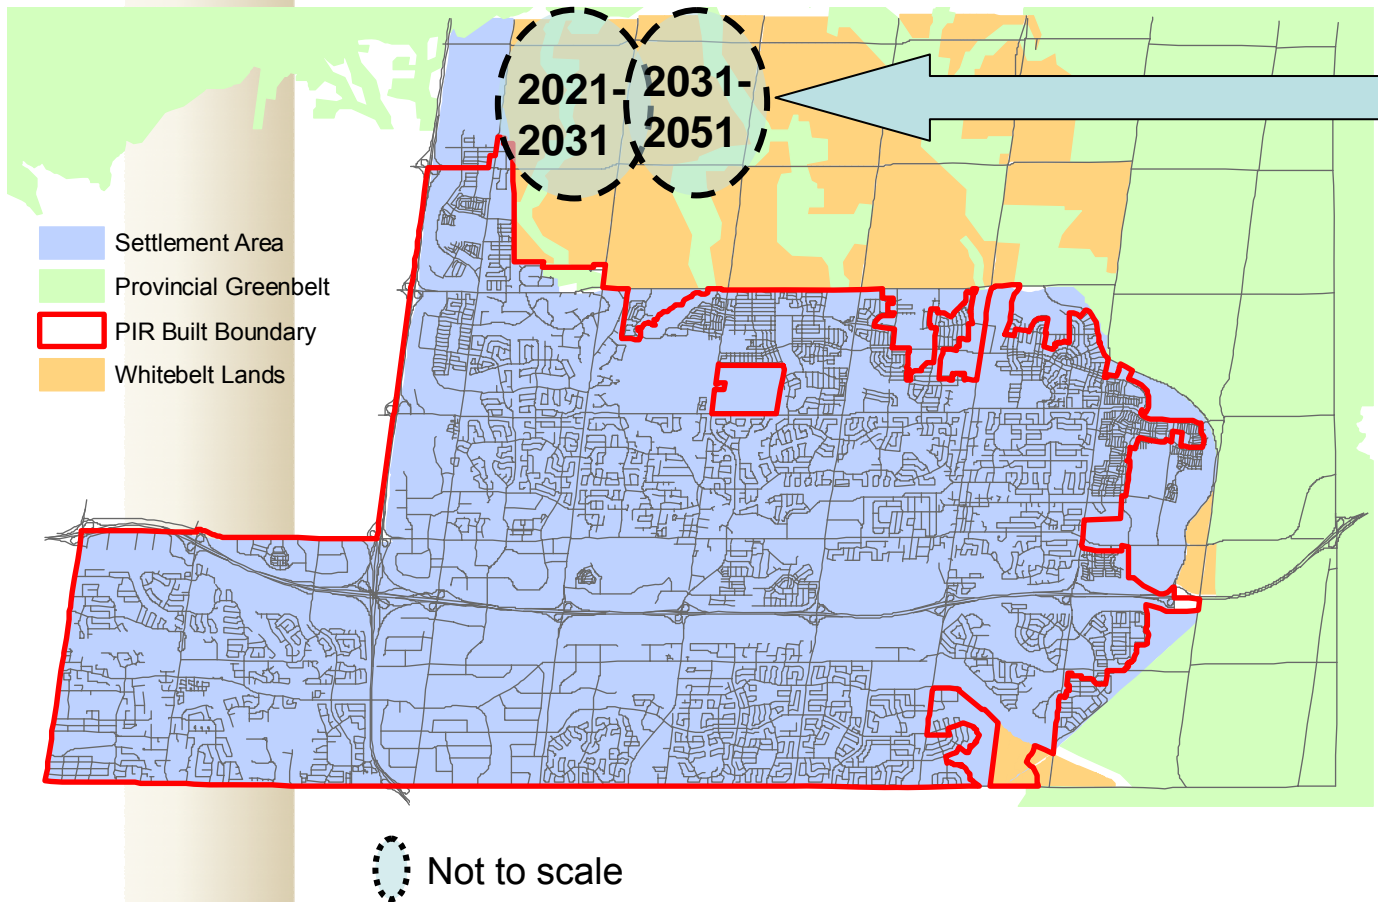 2021-
2031
2031-
2051
Settlement Area
Provincial Greenbelt
PIR Built Boundary
Whitebelt Lands
Not to scale